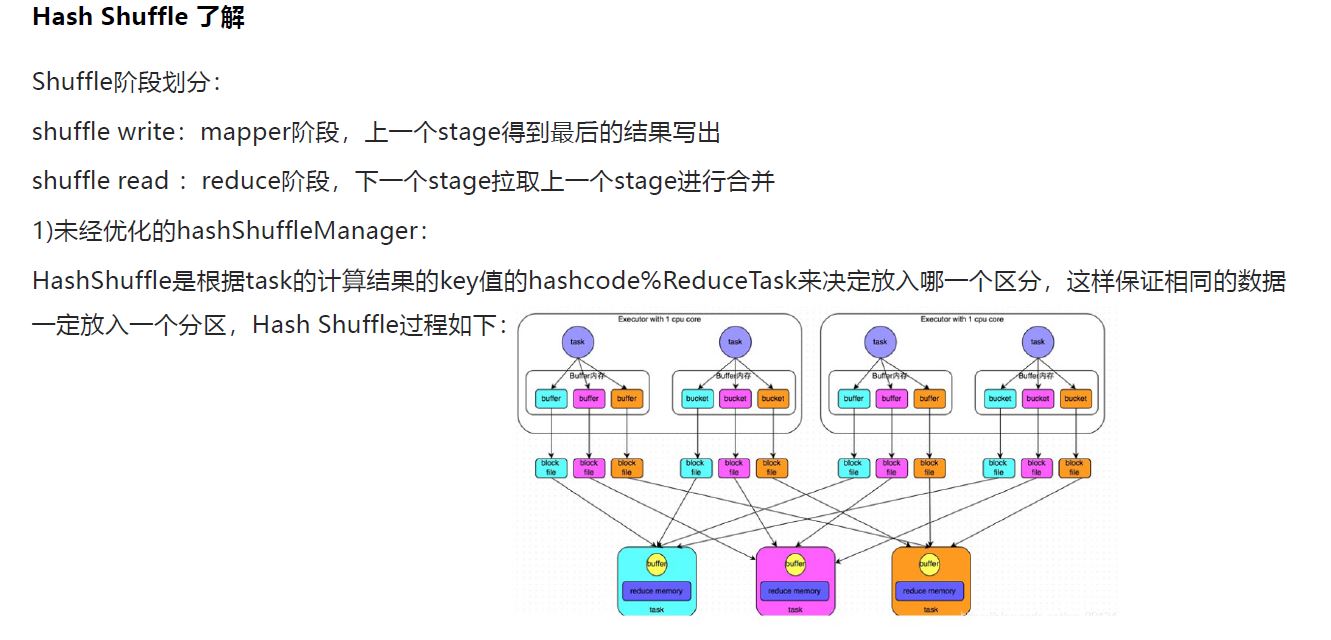 Hash Shuffle 了解
Shuffle阶段划分：
shuffle write：mapper阶段，上一个stage得到最后的结果写出
shuffle read ：reduce阶段，下一个stage拉取上一个stage进行合并
1)未经优化的hashShuffleManager：
HashShuffle是根据task的计算结果的key值的hashcode%ReduceTask来决定放入哪一个区分，这样保证相同的数据
一定放入一个分区，Hash Shuffle过程如下：
Executor with 1 cpu core Executor with 1 cpu core
task task task task
Buffer内存 Buffer内存 Buffer内存 Buffer内存
buffer buffer buffer bucket bucket bucket buffer buffer buffer bucket bucket bucket
block block block block block block block block block block block block
file file file file file file file file file file file file
buffer buffer buffer
reduce memory reduce memory reduce memory
task task task